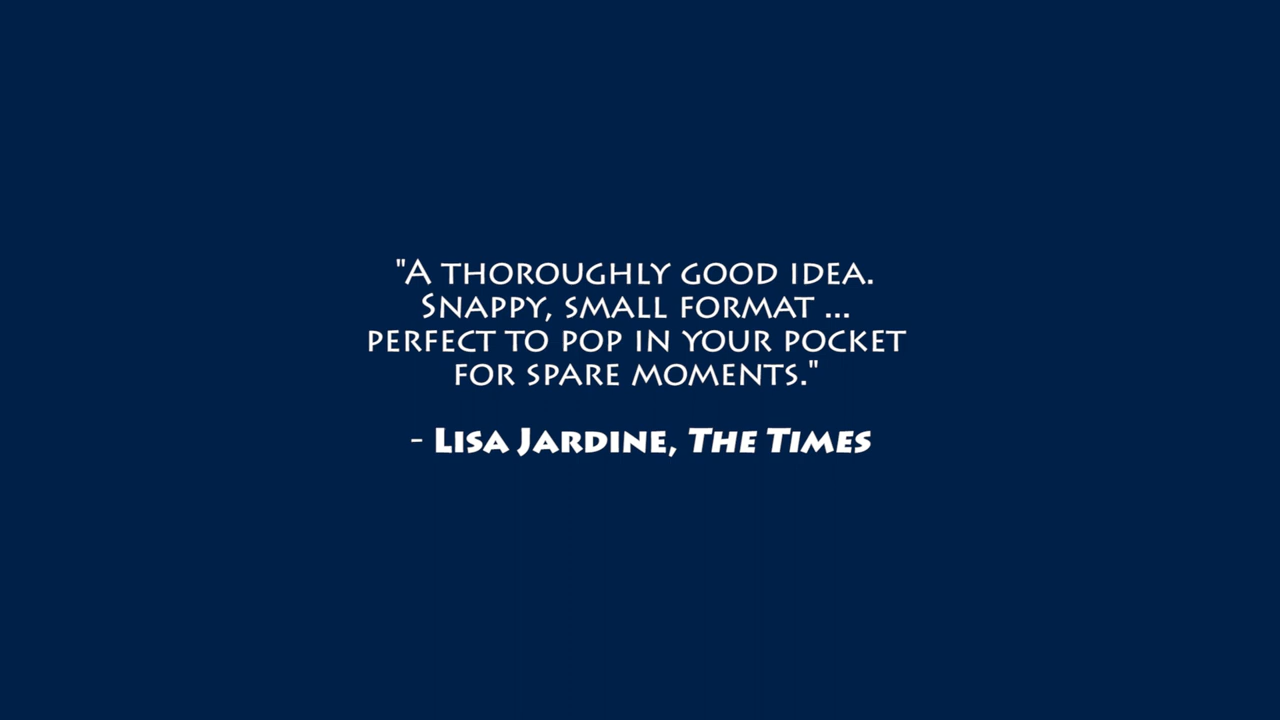 "A THOROUGHLY GOOD IDEA.
SNAPPY, SMALL FORMAT ...
PERFECT TO POP IN YOUR POCKET
FOR SPARE MOMENTS."
- LISA JARDINE, THE TIMES